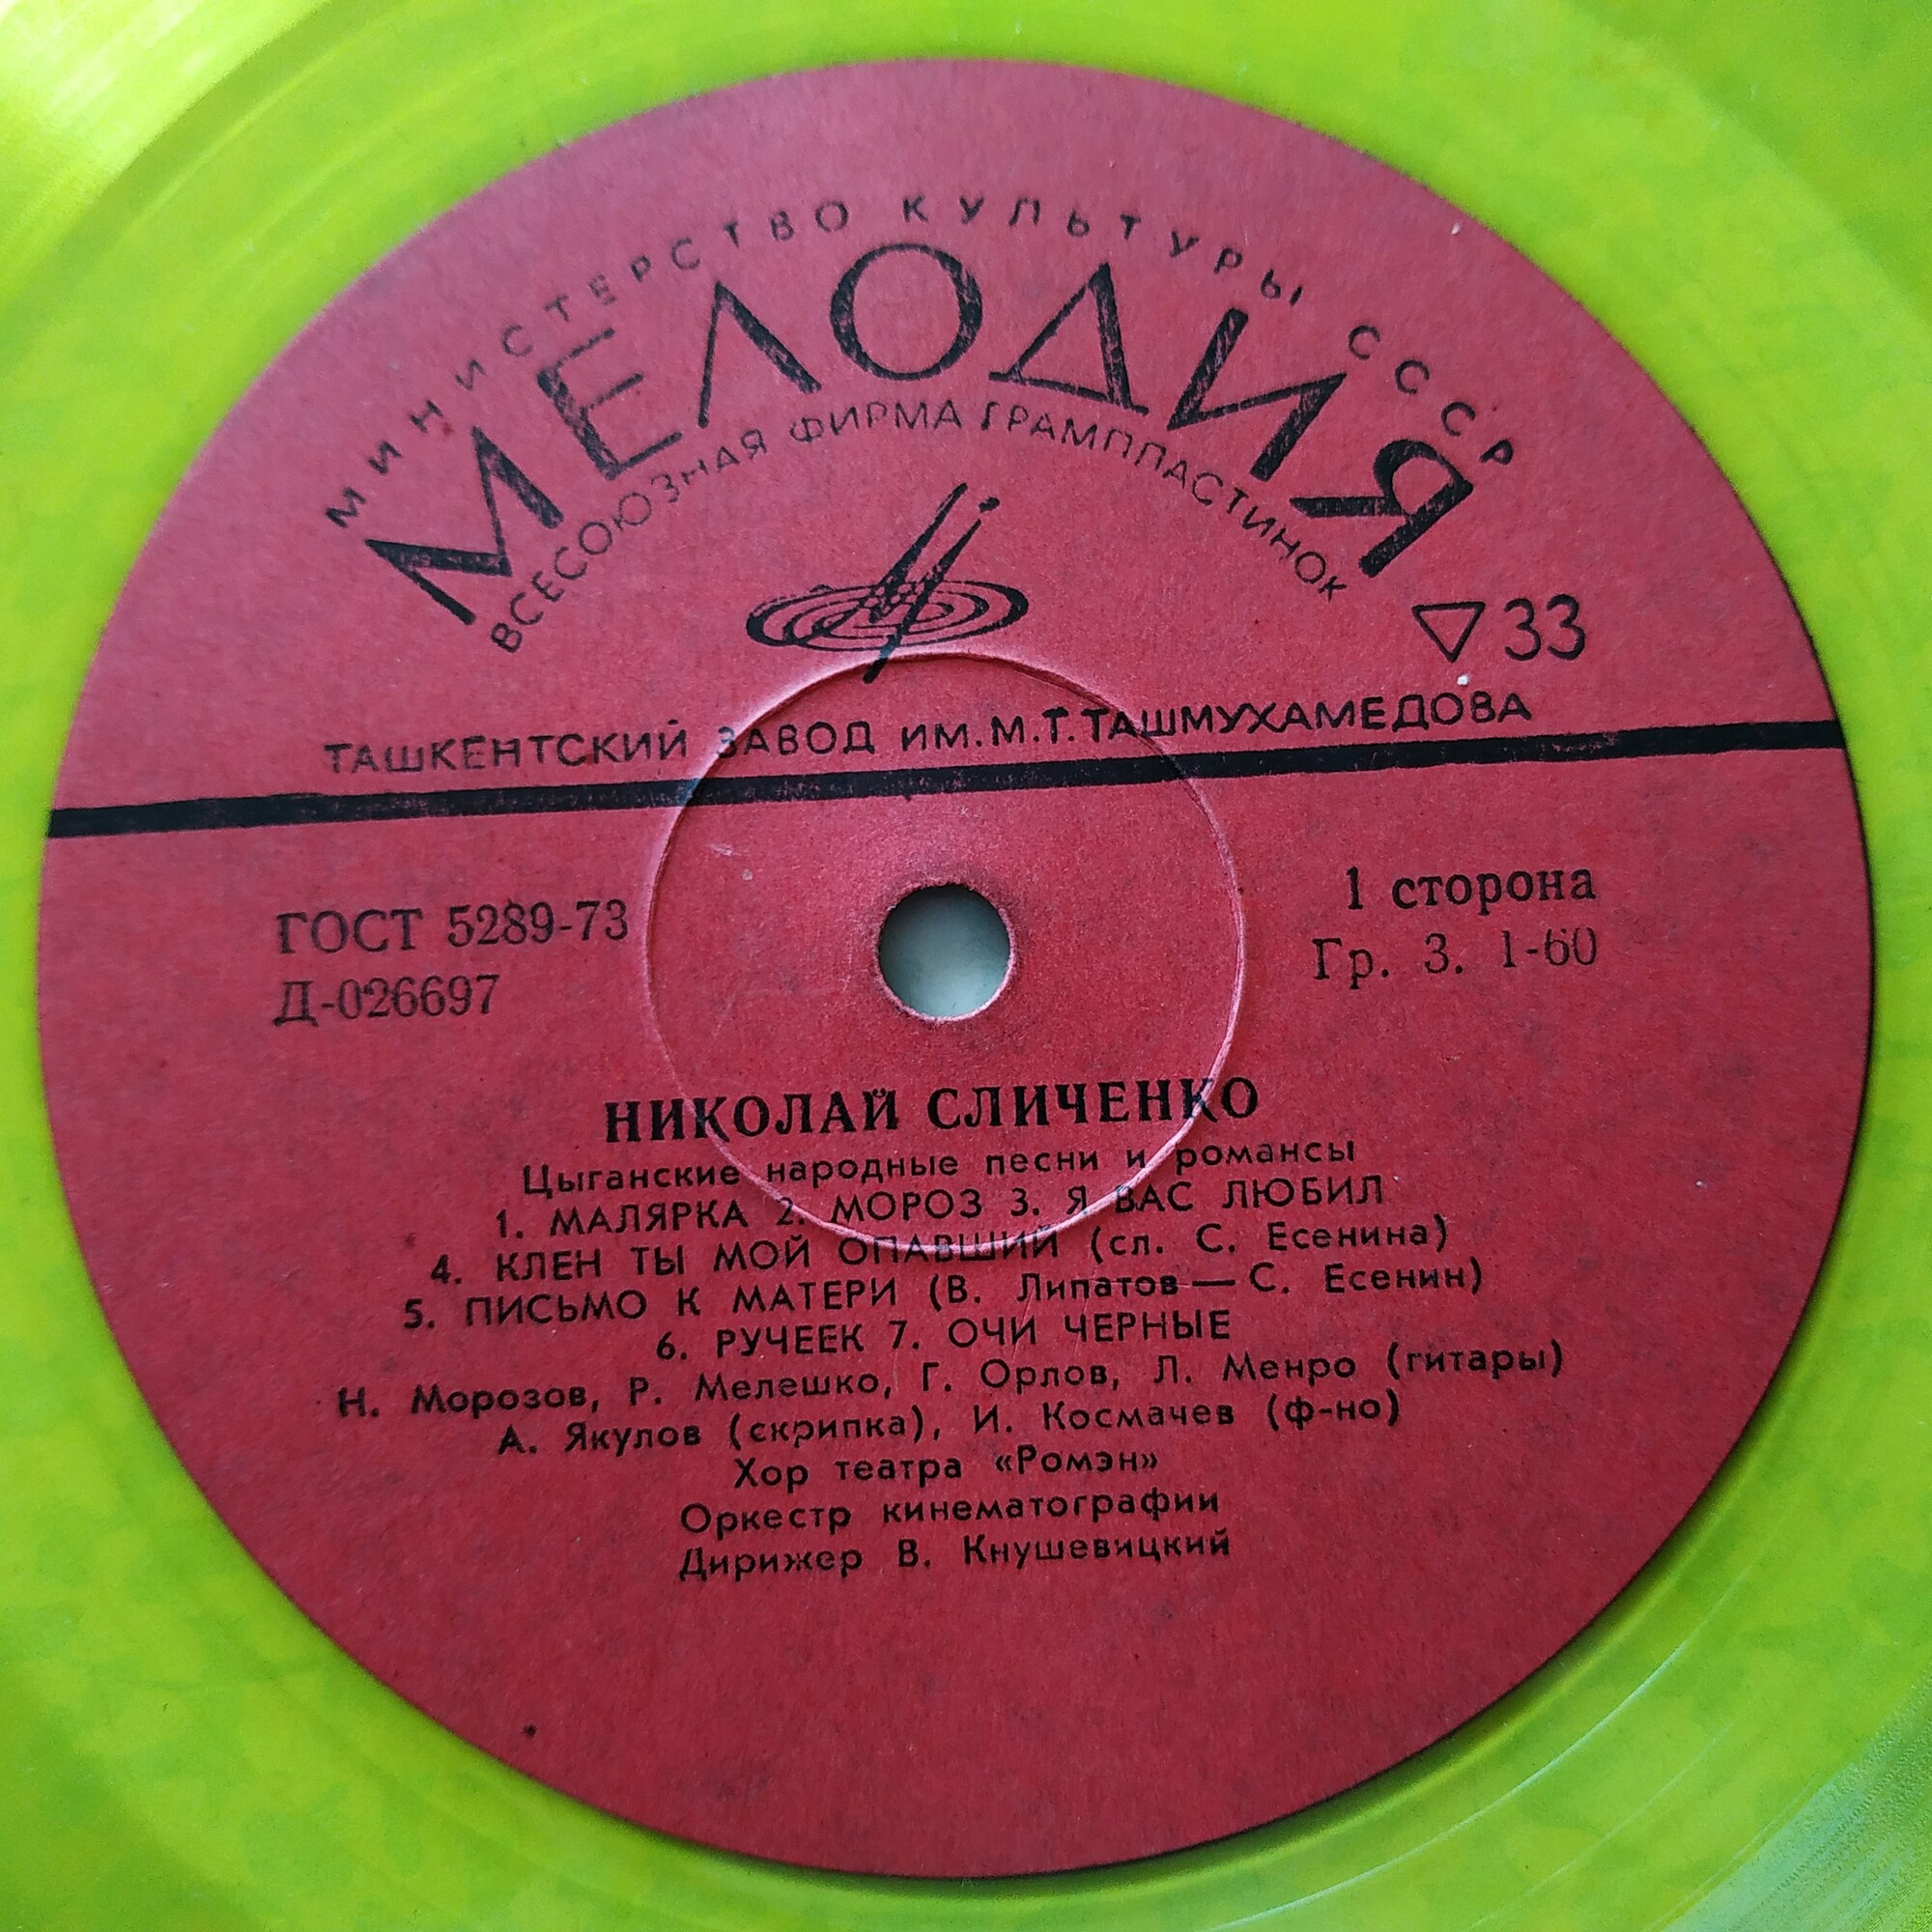 МИНИСТЕРСТВО КУЛЬТУРЫ СССР
МЕЛОДИЯ
ВСЕСОЮЗНАЯ ФИРМА ГРАМПЛАСТИНОК
33
ТАШКЕНТСКИЙ ЗАВОД ИМ. М.Т. ТАШМУХАМЕДОВА
ГОСТ 5289-73
Д-026697
1 сторона
Гр. 3. 1-60
НИКОЛАЙ СЛИЧЕНКО
Цыганские народные песни и романсы
1. МАЛЯРКА 2. МОРОЗ 3. Я ВАС ЛЮБИЛ
4. КЛЕН ТЫ МОЙ ОПАВШИЙ (сл. С. Есенина)
5. ПИСЬМО К МАТЕРИ (В. Липатов — С. Есенин)
6. РУЧЕЕК 7. ОЧИ ЧЕРНЫЕ
Н. Морозов, Р. Мелешко, Г. Орлов, Л. Менро (гитары)
А. Якулов (скрипка), И. Космачев (ф-но)
Хор театра «Ромэн»
Оркестр кинематографии
Дирижер В. Кнушевицкий